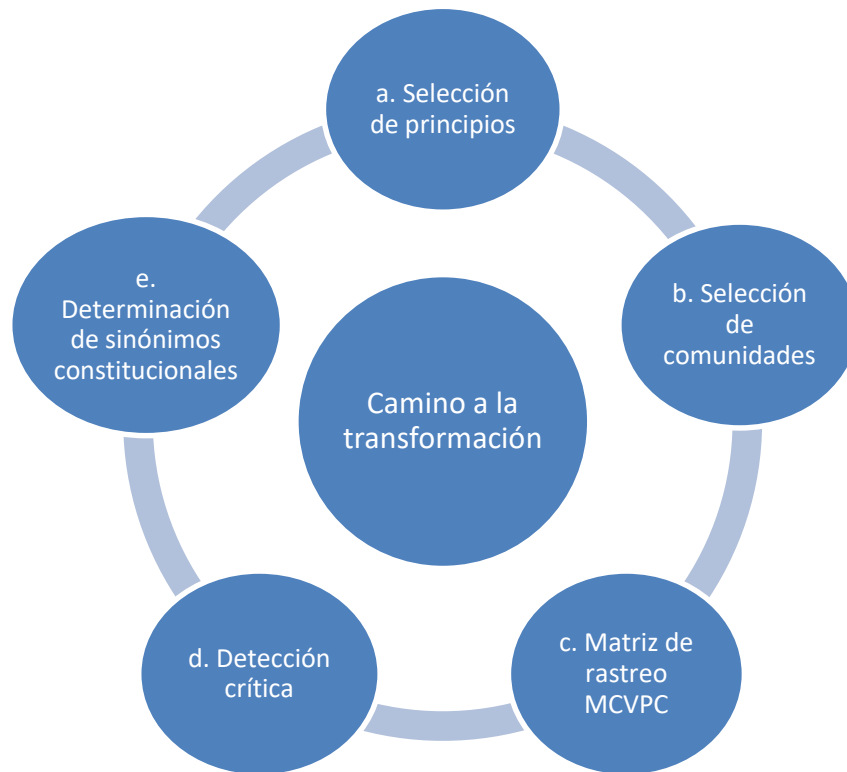 a. Selección
de principios
b. Selección
de
comunidades
c. Matriz de
rastreo
MCVPC
d. Detección
crítica
e.
Determinación
de sinónimos
constitucionales
Camino a la
transformación